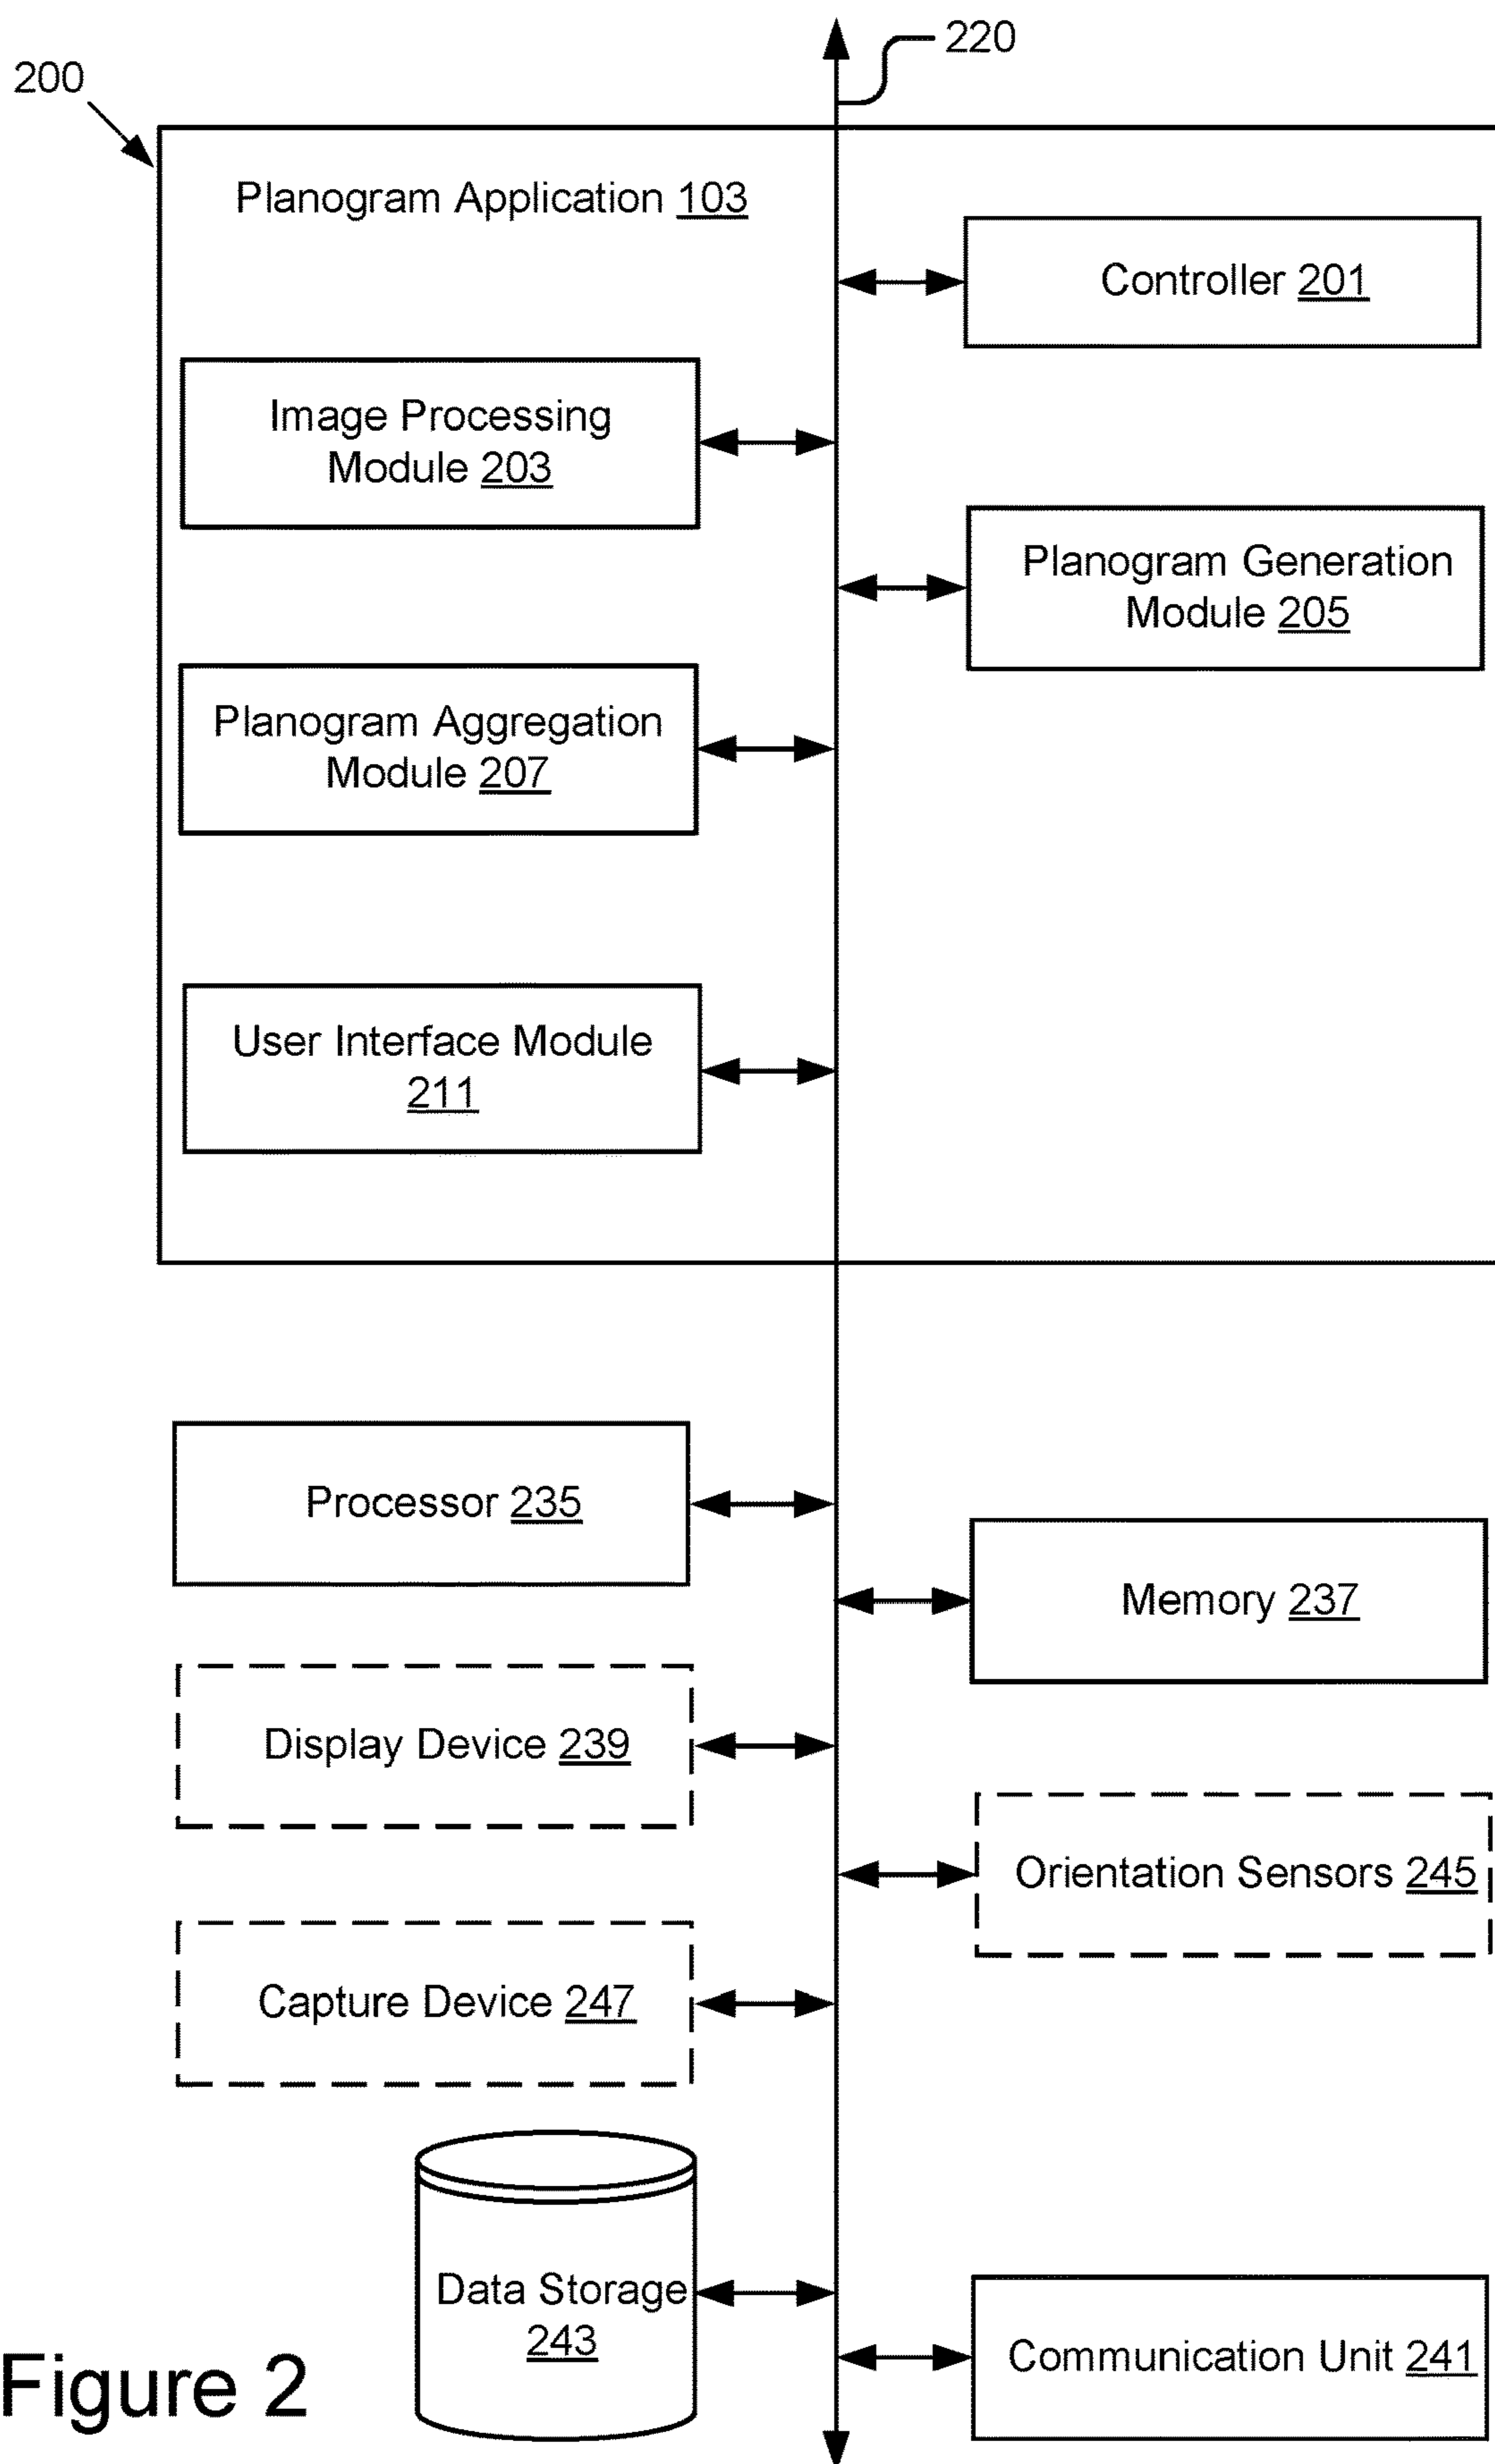 220
200
Planogram Application 103
Controller 201
Image Processing
Module 203
Planogram Generation
Module 205
Planogram Aggregation
Module 207
User Interface Module
211
Processor 235
Memory 237
Display Device 239
Orientation Sensors 245
Capture Device 247
Data Storage
243
Communication Unit 241
Figure 2